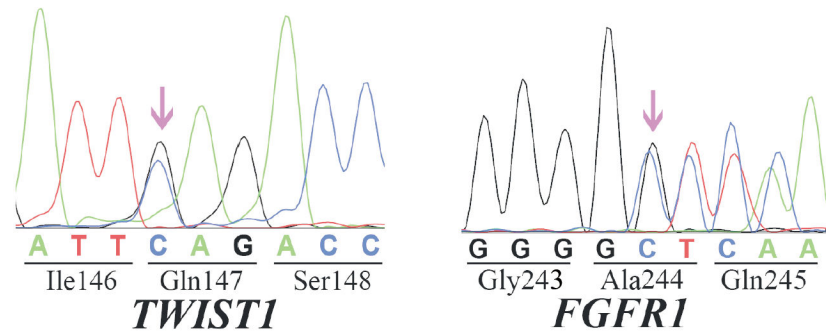 A T T C A G A C C
Ile146 Gln147 Ser148
TWIST1
G G G G C T C A A
Gly243 Ala244 Gln245
FGFR1